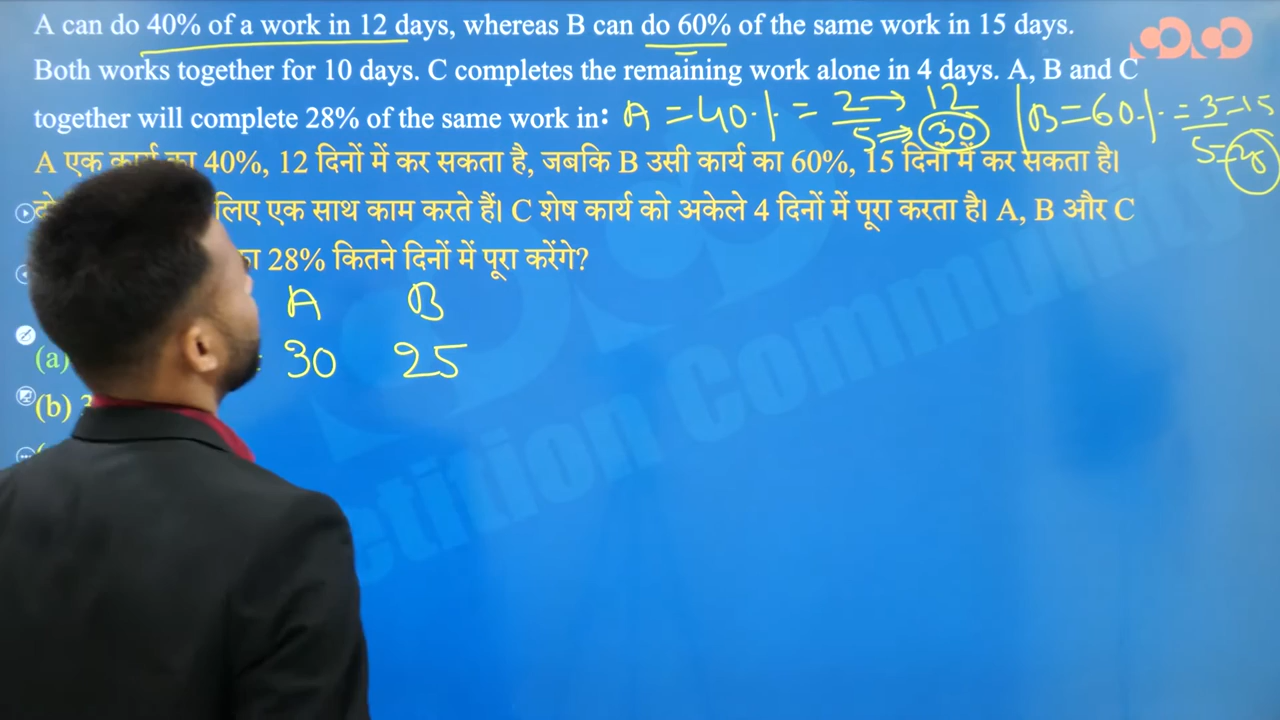 A can do 40% of a work in 12 days, whereas B can do 60% of the same work in 15 days.
Both works together for 10 days. C completes the remaining work alone in 4 days. A, B and C
together will complete 28% of the same work in:
A = 40% = 2/5 → 12 ⇒ 30
B = 60% = 3/5 - 15
A एक का 40%, 12 दिनों में कर सकता है, जबकि B उसी कार्य का 60%, 15 दिनों में कर सकता है।
लिए एक साथ काम करते हैं। C शेष कार्य को अकेले 4 दिनों में पूरा करता है। A, B और C
28% कितने दिनों में पूरा करेंगे?
A B
30 25
(a)
(b) 3
etition Community